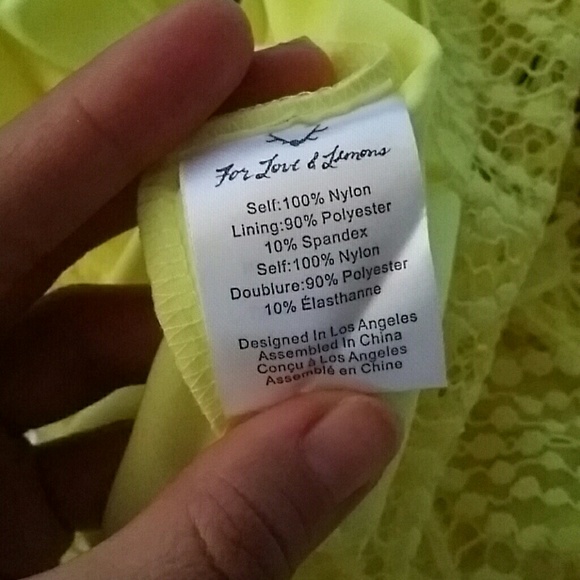 For Love & Lemons
Self:100% Nylon
Lining:90% Polyester
10% Spandex
Self:100% Nylon
Doublure:90% Polyester
10% Élasthanne
Designed In Los Angeles
Assembled In China
Conçu à Los Angeles
Assemblé en Chine